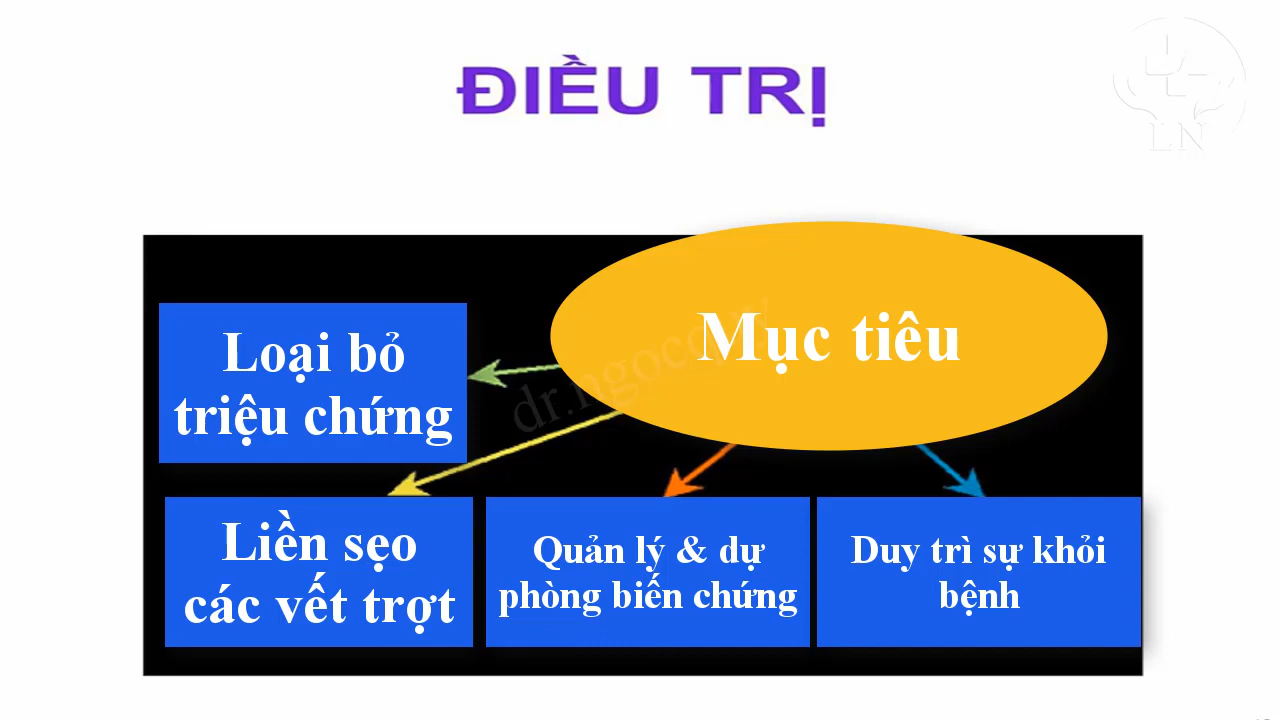 ĐIỀU TRỊ
LN
Mục tiêu
Loại bỏ
triệu chứng
Liền sẹo
các vết trợt
Quản lý & dự
phòng biến chứng
Duy trì sự khỏi
bệnh